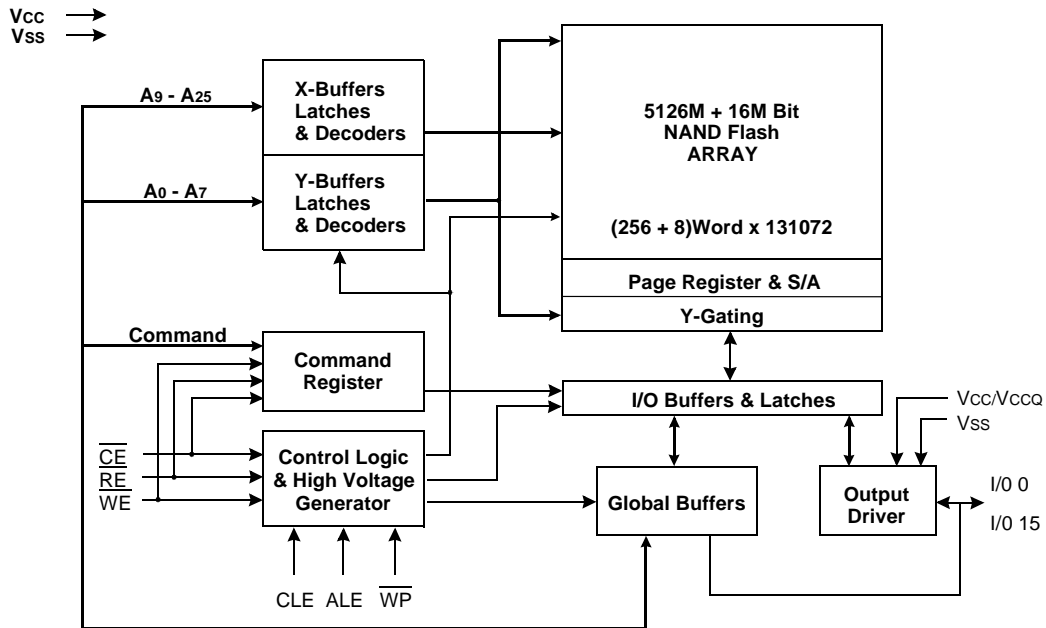 VCC
VSS
A9 - A25
X-Buffers
Latches
& Decoders
A0 - A7
Y-Buffers
Latches
& Decoders
5126M + 16M Bit
NAND Flash
ARRAY
(256 + 8)Word x 131072
Page Register & S/A
Y-Gating
Command
Command
Register
I/O Buffers & Latches
VCC/VCCQ
VSS
CE
RE
WE
Control Logic
& High Voltage
Generator
Global Buffers
Output
Driver
I/0 0
I/0 15
CLE
ALE
WP